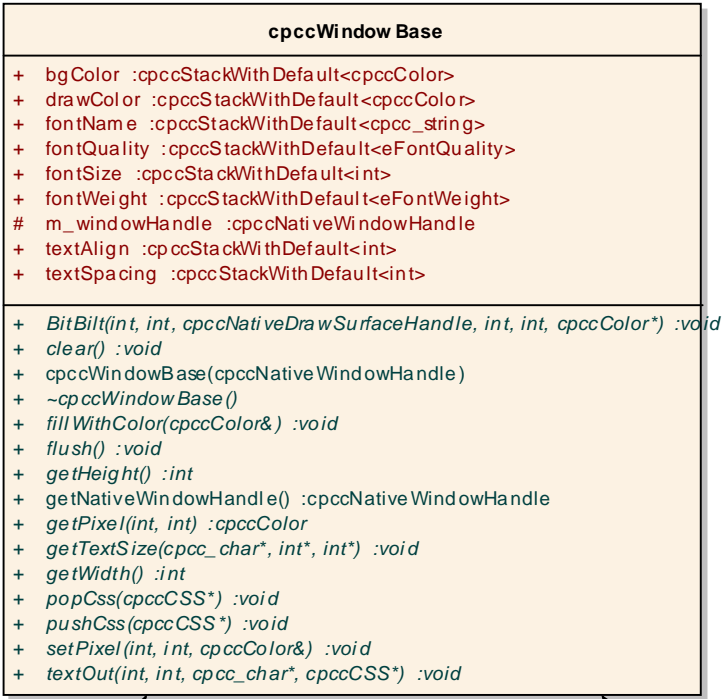 cpccWindowBase
+ bgColor :cpccStackWithDefault<cpccColor>
+ drawColor :cpccStackWithDefault<cpccColor>
+ fontName :cpccStackWithDefault<cpcc_string>
+ fontQuality :cpccStackWithDefault<eFontQuality>
+ fontSize :cpccStackWithDefault<int>
+ fontWeight :cpccStackWithDefault<eFontWeight>
# m_windowHandle :cpccNativeWindowHandle
+ textAlign :cpccStackWithDefault<int>
+ textSpacing :cpccStackWithDefault<int>
+ BitBilt(int, int, cpccNativeDrawSurfaceHandle, int, int, cpccColor*) :void
+ clear() :void
+ cpccWindowBase(cpccNativeWindowHandle)
+ ~cpccWindowBase()
+ fillWithColor(cpccColor&) :void
+ flush() :void
+ getHeight() :int
+ getNativeWindowHandle() :cpccNativeWindowHandle
+ getPixel(int, int) :cpccColor
+ getTextSize(cpcc_char*, int*, int*) :void
+ getWidth() :int
+ popCss(cpccCSS*) :void
+ pushCss(cpccCSS*) :void
+ setPixel(int, int, cpccColor&) :void
+ textOut(int, int, cpcc_char*, cpccCSS*) :void